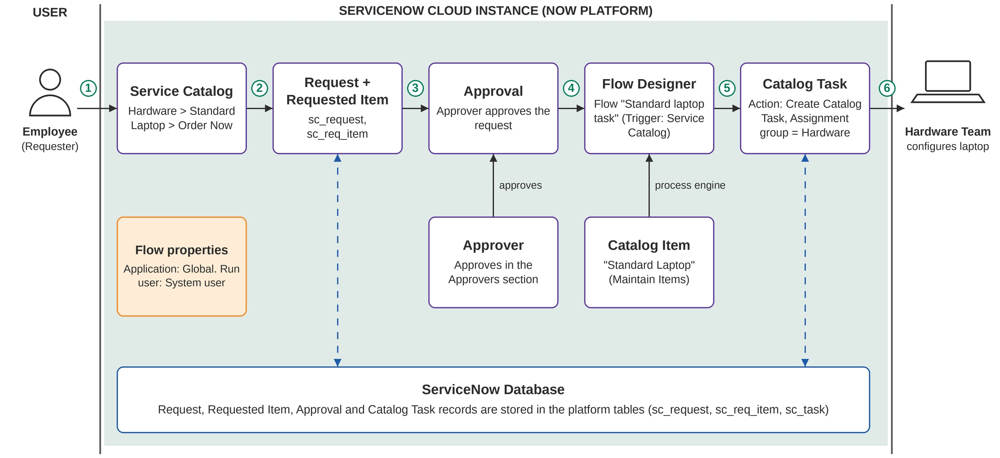 USER
SERVICENOW CLOUD INSTANCE (NOW PLATFORM)
1
2
3
4
5
6
Employee
(Requester)
Service Catalog
Hardware > Standard
Laptop > Order Now
Request +
Requested Item
sc_request,
sc_req_item
Approval
Approver approves the
request
Flow Designer
Flow "Standard laptop
task" (Trigger: Service
Catalog)
Catalog Task
Action: Create Catalog
Task, Assignment
group = Hardware
Hardware Team
configures laptop
approves
process engine
Flow properties
Application: Global. Run
user: System user
Approver
Approves in the
Approvers section
Catalog Item
"Standard Laptop"
(Maintain Items)
ServiceNow Database
Request, Requested Item, Approval and Catalog Task records are stored in the platform tables (sc_request, sc_req_item, sc_task)